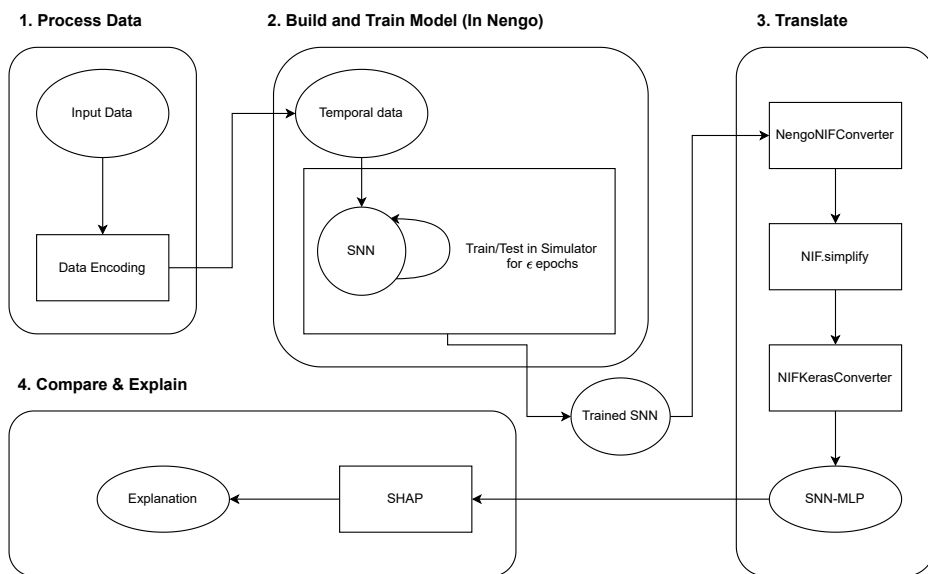 1. Process Data
Input Data
Data Encoding
2. Build and Train Model (In Nengo)
Temporal data
SNN
Train/Test in Simulator
for ϵ epochs
Trained SNN
3. Translate
NengoNIFConverter
NIF.simplify
NIFKerasConverter
SNN-MLP
4. Compare & Explain
SHAP
Explanation